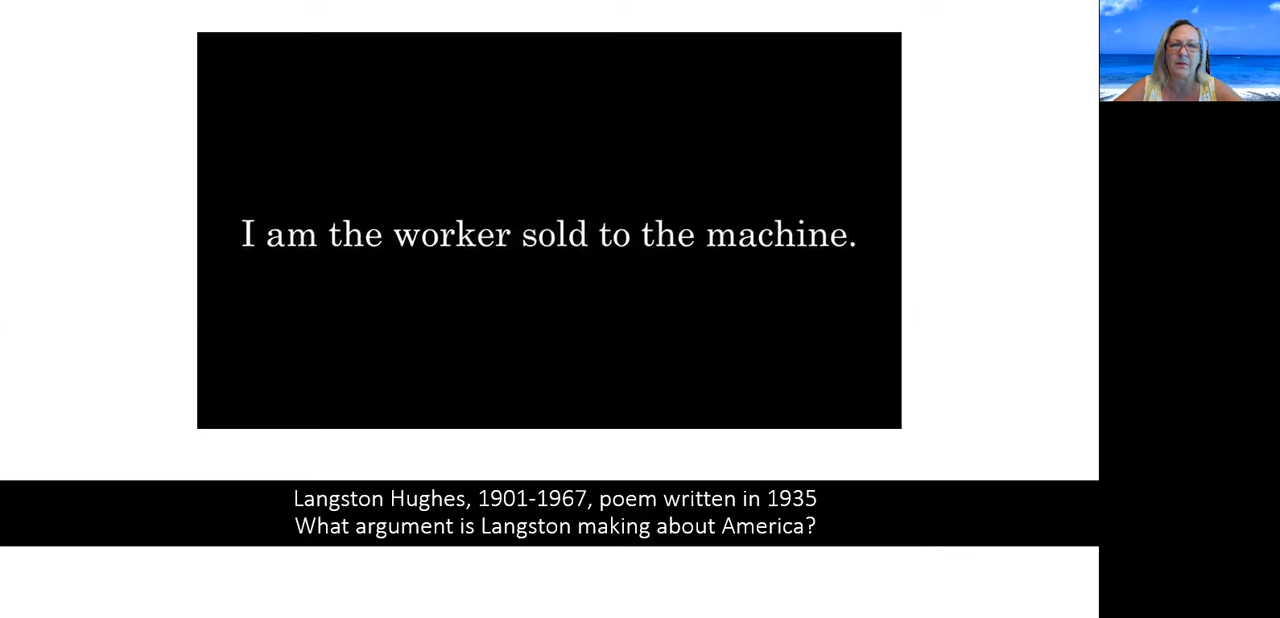 I am the worker sold to the machine.
Langston Hughes, 1901-1967, poem written in 1935
What argument is Langston making about America?